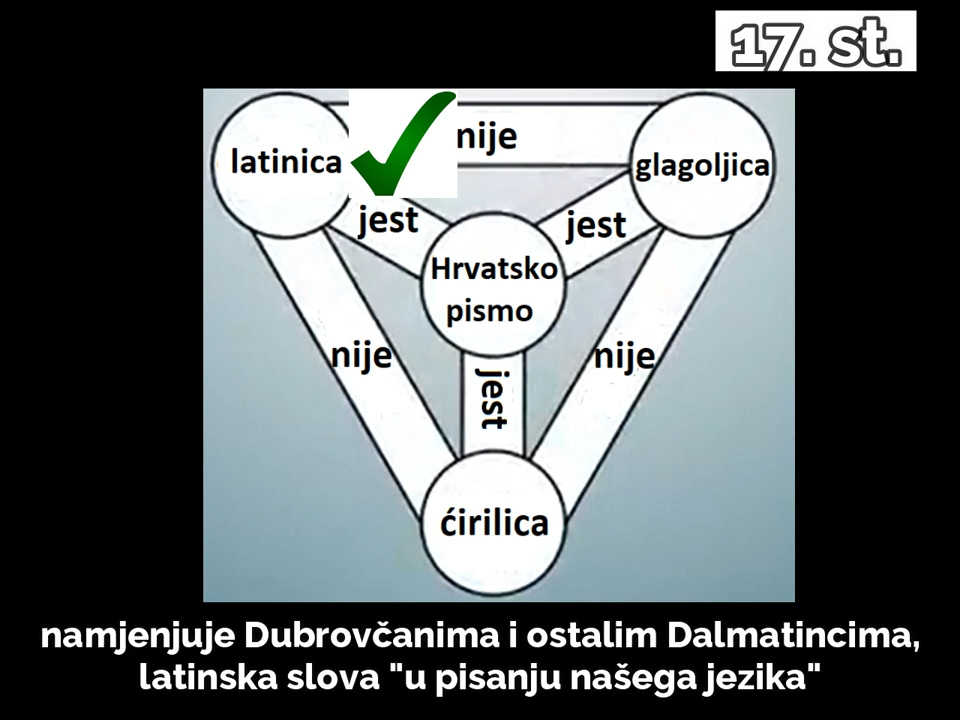 17. st.
latinica
nije
glagoljica
jest
jest
Hrvatsko
pismo
nije
jest
nije
ćirilica
namjenjuje Dubrovčanima i ostalim Dalmatincima,
latinska slova "u pisanju našega jezika"